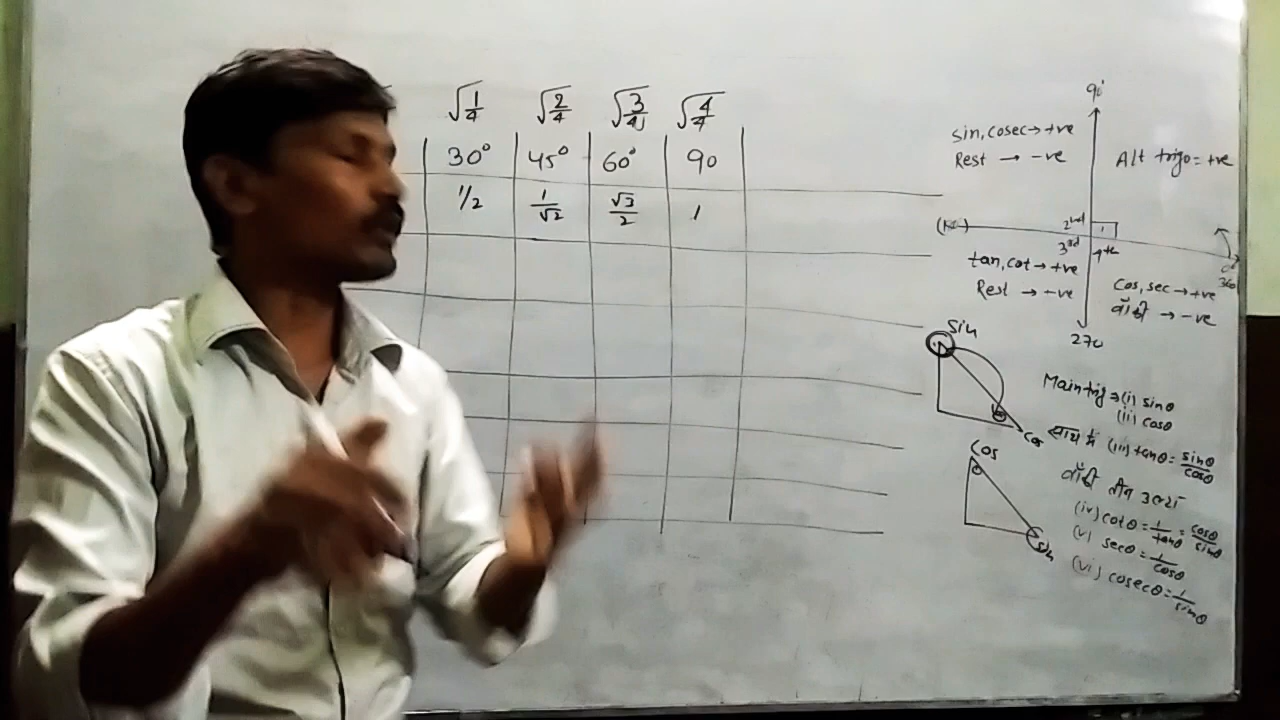 √1/4 √2/4 √3/4 √4/4
30° 45° 60° 90
1/2 1/√2 √3/2 1
90°
sin, cosec → +ve
Rest → -ve
Alt trigo = +ve
2nd 1
3rd 4th
tan, cot → +ve
Rest → -ve
cos, sec → +ve
बाँकी → -ve
0°
360
270
sin
cos
Main trig → (i) sinθ
(ii) cosθ
साथ में (iii) tanθ = sinθ/cosθ
cos
sin
बाँकी तीन उल्टा
(iv) cotθ = 1/tanθ = cosθ/sinθ
(v) secθ = 1/cosθ
(vi) cosecθ = 1/sinθ